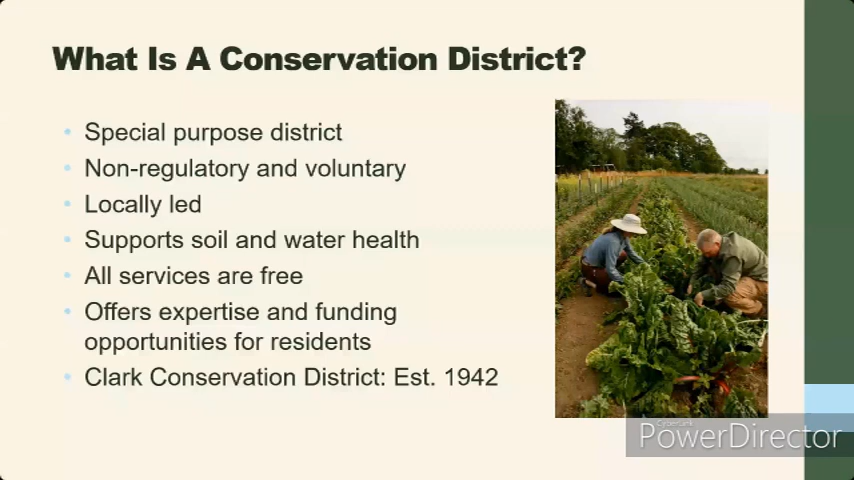 What Is A Conservation District?
• Special purpose district
• Non-regulatory and voluntary
• Locally led
• Supports soil and water health
• All services are free
• Offers expertise and funding
opportunities for residents
• Clark Conservation District: Est. 1942
CyberLink
PowerDirector